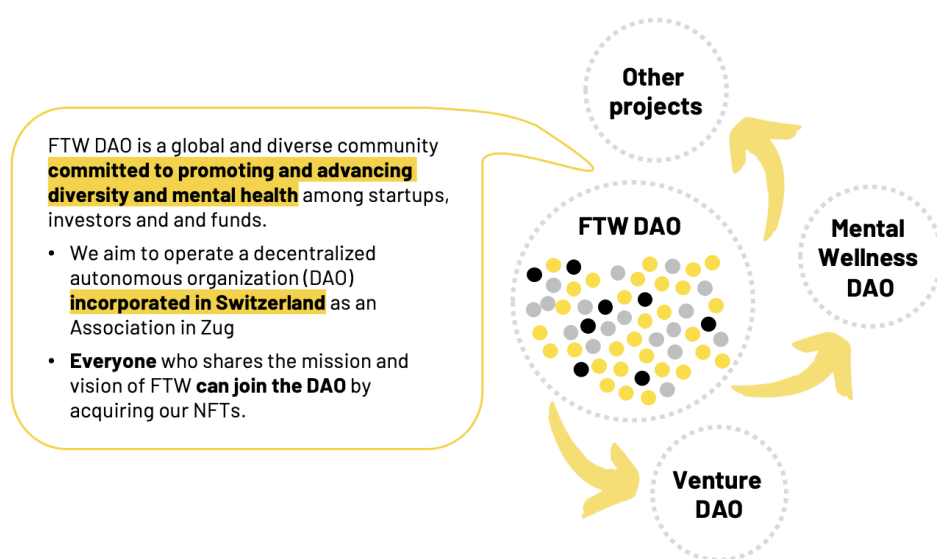 FTW DAO is a global and diverse community
committed to promoting and advancing
diversity and mental health among startups,
investors and and funds.
• We aim to operate a decentralized
autonomous organization (DAO)
incorporated in Switzerland as an
Association in Zug
• Everyone who shares the mission and
vision of FTW can join the DAO by
acquiring our NFTs.
Other
projects
FTW DAO
Mental
Wellness
DAO
Venture
DAO